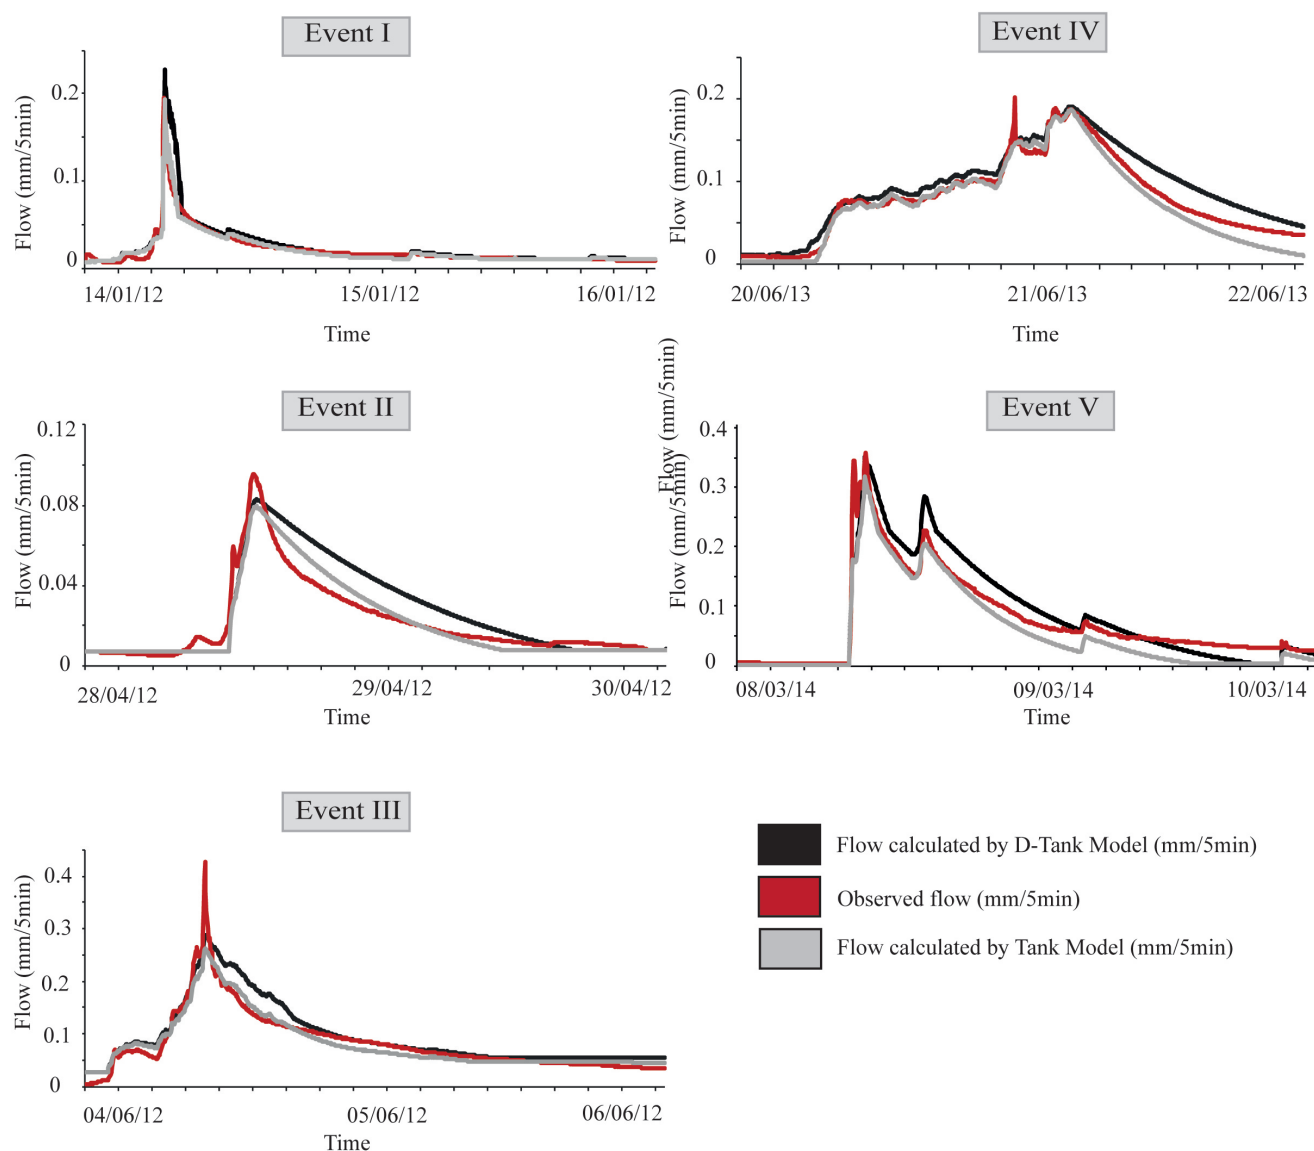 Event I
Flow (mm/5min)
0.2
0.1
0
14/01/12
15/01/12
16/01/12
Time
Event IV
Flow (mm/5min)
0.2
0.1
0
20/06/13
21/06/13
22/06/13
Time
Event II
Flow (mm/5min)
0.12
0.08
0.04
0
28/04/12
29/04/12
30/04/12
Time
Event V
Flow (mm/5min)
Flow (mm/5min)
0.4
0.3
0.2
0.1
0
08/03/14
09/03/14
10/03/14
Time
Event III
Flow (mm/5min)
0.4
0.3
0.2
0.1
0
04/06/12
05/06/12
06/06/12
Time
Flow calculated by D-Tank Model (mm/5min)
Observed flow (mm/5min)
Flow calculated by Tank Model (mm/5min)